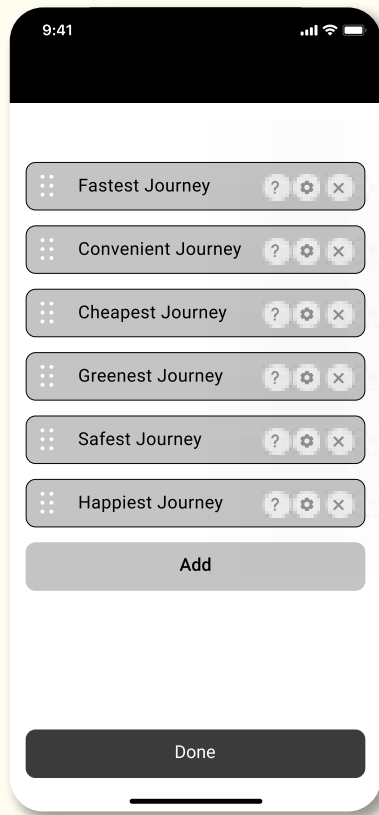 9:41
Fastest Journey ?
Convenient Journey ?
Cheapest Journey ?
Greenest Journey ?
Safest Journey ?
Happiest Journey ?
Add
Done